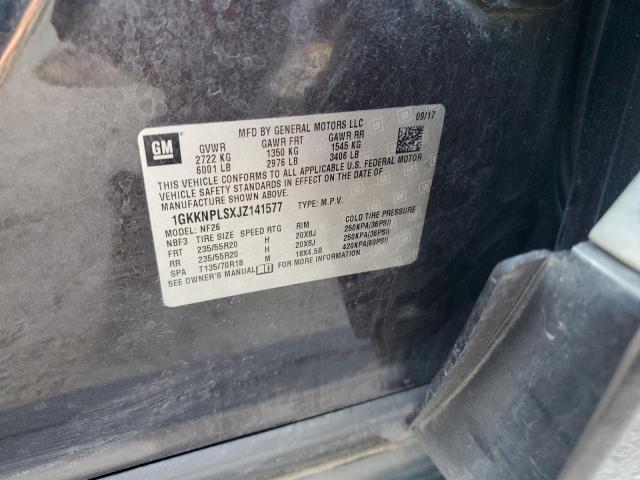 GM
MFD BY GENERAL MOTORS LLC
09/17
GVWR GAWR FRT GAWR RR
2722 KG 1350 KG 1545 KG
6001 LB 2976 LB 3406 LB
THIS VEHICLE CONFORMS TO ALL APPLICABLE U.S. FEDERAL MOTOR
VEHICLE SAFETY STANDARDS IN EFFECT ON THE DATE OF
MANUFACTURE SHOWN ABOVE.
1GKKNPLSXJZ141577 TYPE: M.P.V.
MODEL: NF26
NBF3 TIRE SIZE SPEED RTG RIM COLD TIRE PRESSURE
FRT 235/55R20 H 20X8J 250KPA(36PSI)
RR 235/55R20 H 20X8J 250KPA(36PSI)
SPA T135/70R18 M 18X4.5B 420KPA(60PSI)
SEE OWNER'S MANUAL FOR MORE INFORMATION.